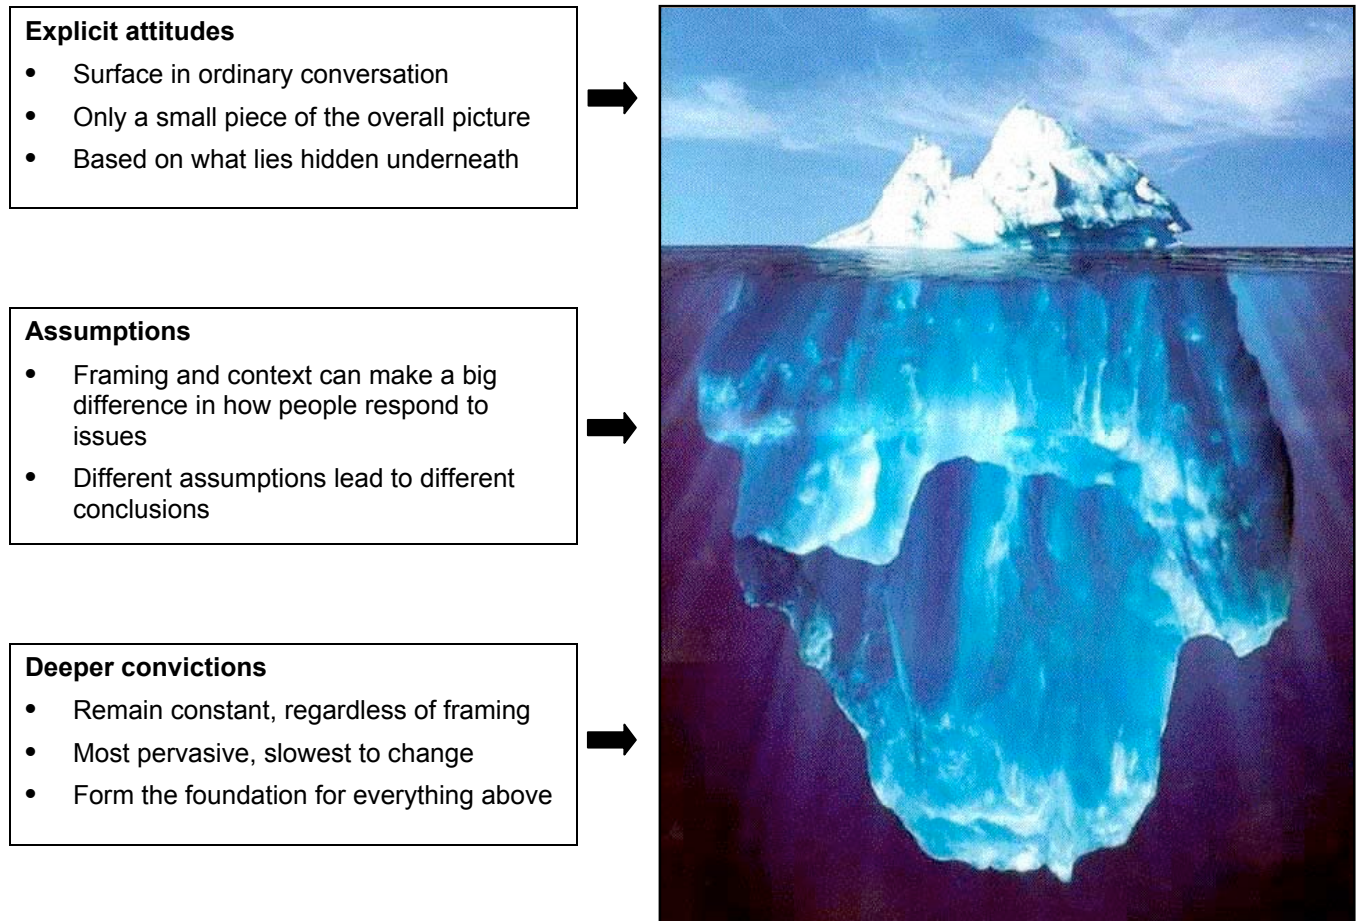 Explicit attitudes
• Surface in ordinary conversation
• Only a small piece of the overall picture
• Based on what lies hidden underneath
Assumptions
• Framing and context can make a big
difference in how people respond to
issues
• Different assumptions lead to different
conclusions
Deeper convictions
• Remain constant, regardless of framing
• Most pervasive, slowest to change
• Form the foundation for everything above